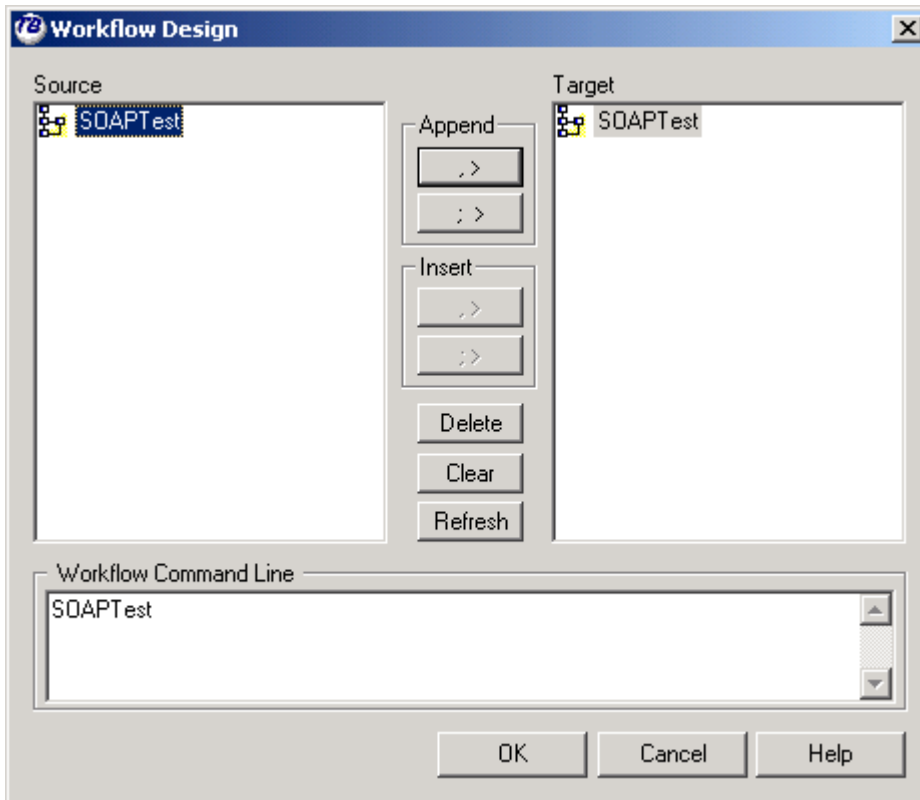 Workflow Design
Source
SOAPTest
Append
, >
; >
Insert
, >
; >
Delete
Clear
Refresh
Target
SOAPTest
Workflow Command Line
SOAPTest
OK
Cancel
Help